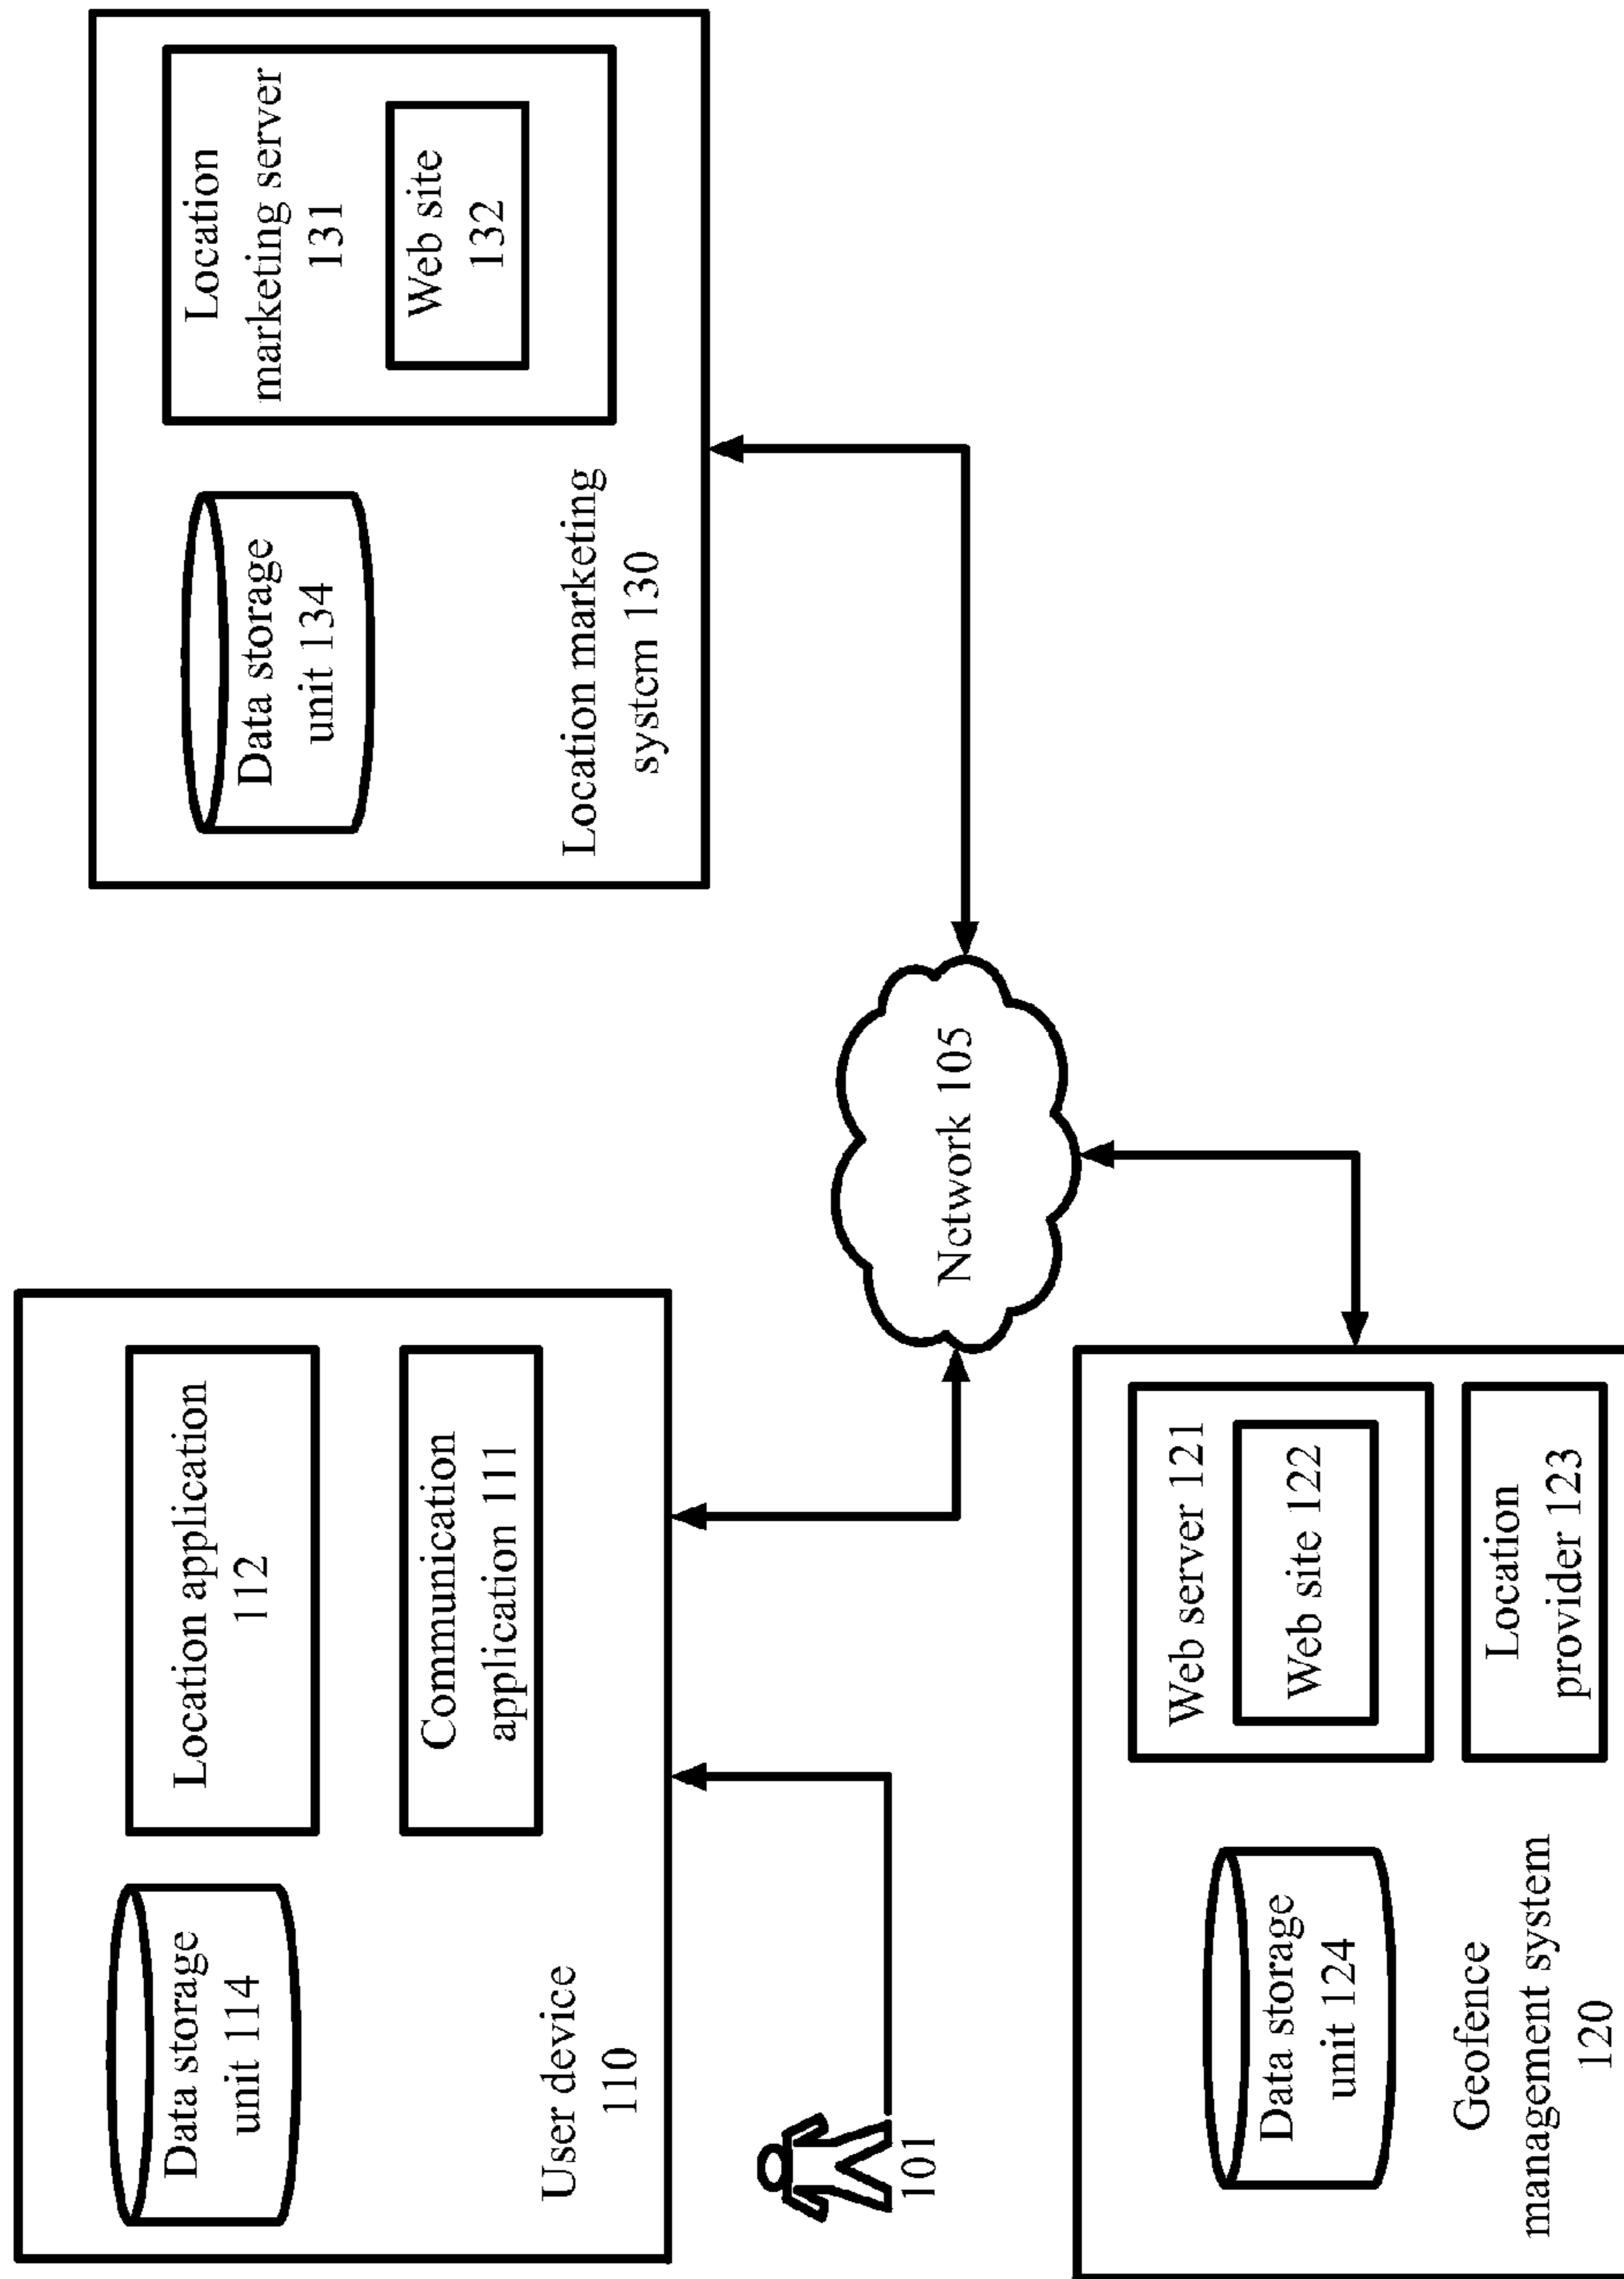 Data storage
unit 114
Location application
112
Communication
application 111
User device
110
101
Data storage
unit 134
Location
marketing server
131
Web site
132
Location marketing
system 130
Network 105
Data storage
unit 124
Web server 121
Web site 122
Location
provider 123
Geofence
management system
120